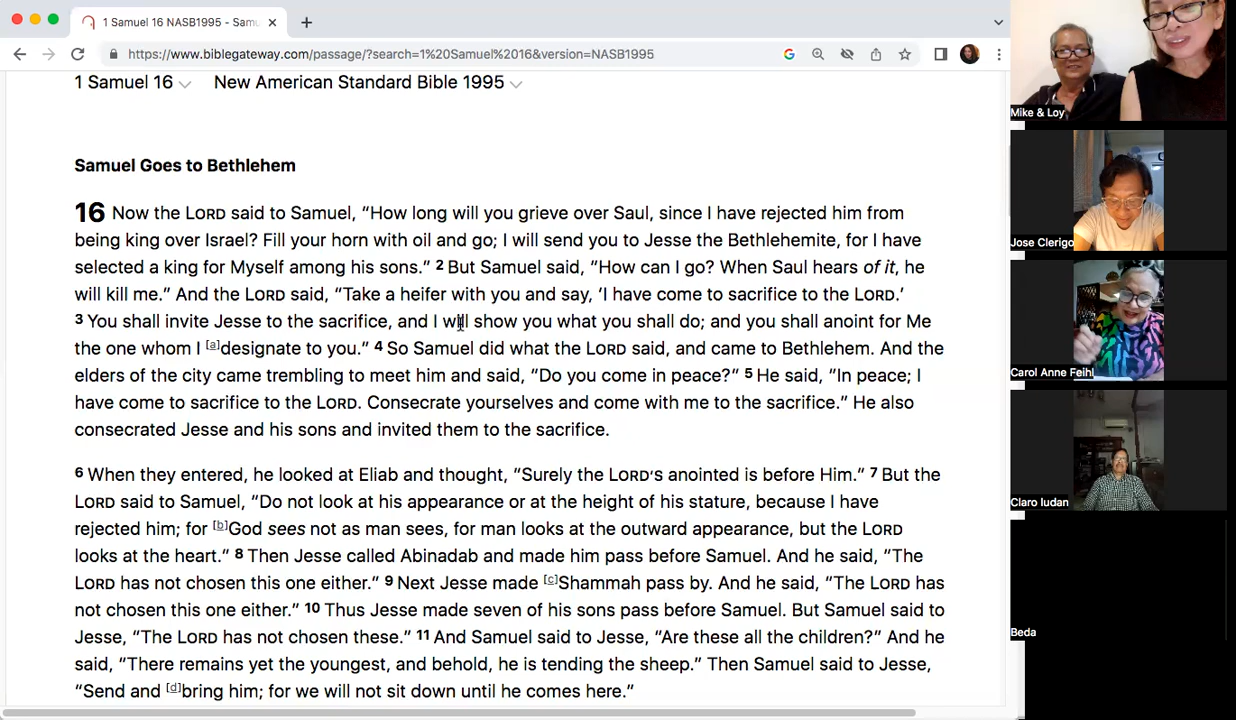 1 Samuel 16 NASB1995 - Samu
https://www.biblegateway.com/passage/?search=1%20Samuel%2016&version=NASB1995
1 Samuel 16 New American Standard Bible 1995
Samuel Goes to Bethlehem
16 Now the LORD said to Samuel, “How long will you grieve over Saul, since I have rejected him from
being king over Israel? Fill your horn with oil and go; I will send you to Jesse the Bethlehemite, for I have
selected a king for Myself among his sons.” 2 But Samuel said, “How can I go? When Saul hears of it, he
will kill me.” And the LORD said, “Take a heifer with you and say, ‘I have come to sacrifice to the LORD.’
3 You shall invite Jesse to the sacrifice, and I will show you what you shall do; and you shall anoint for Me
the one whom I [a]designate to you.” 4 So Samuel did what the LORD said, and came to Bethlehem. And the
elders of the city came trembling to meet him and said, “Do you come in peace?” 5 He said, “In peace; I
have come to sacrifice to the LORD. Consecrate yourselves and come with me to the sacrifice.” He also
consecrated Jesse and his sons and invited them to the sacrifice.
6 When they entered, he looked at Eliab and thought, “Surely the LORD’S anointed is before Him.” 7 But the
LORD said to Samuel, “Do not look at his appearance or at the height of his stature, because I have
rejected him; for [b]God sees not as man sees, for man looks at the outward appearance, but the LORD
looks at the heart.” 8 Then Jesse called Abinadab and made him pass before Samuel. And he said, “The
LORD has not chosen this one either.” 9 Next Jesse made [c]Shammah pass by. And he said, “The LORD has
not chosen this one either.” 10 Thus Jesse made seven of his sons pass before Samuel. But Samuel said to
Jesse, “The LORD has not chosen these.” 11 And Samuel said to Jesse, “Are these all the children?” And he
said, “There remains yet the youngest, and behold, he is tending the sheep.” Then Samuel said to Jesse,
“Send and [d]bring him; for we will not sit down until he comes here.”
Mike & Loy
Jose Clerigo
Carol Anne Feihl
Claro Iudan
Beda